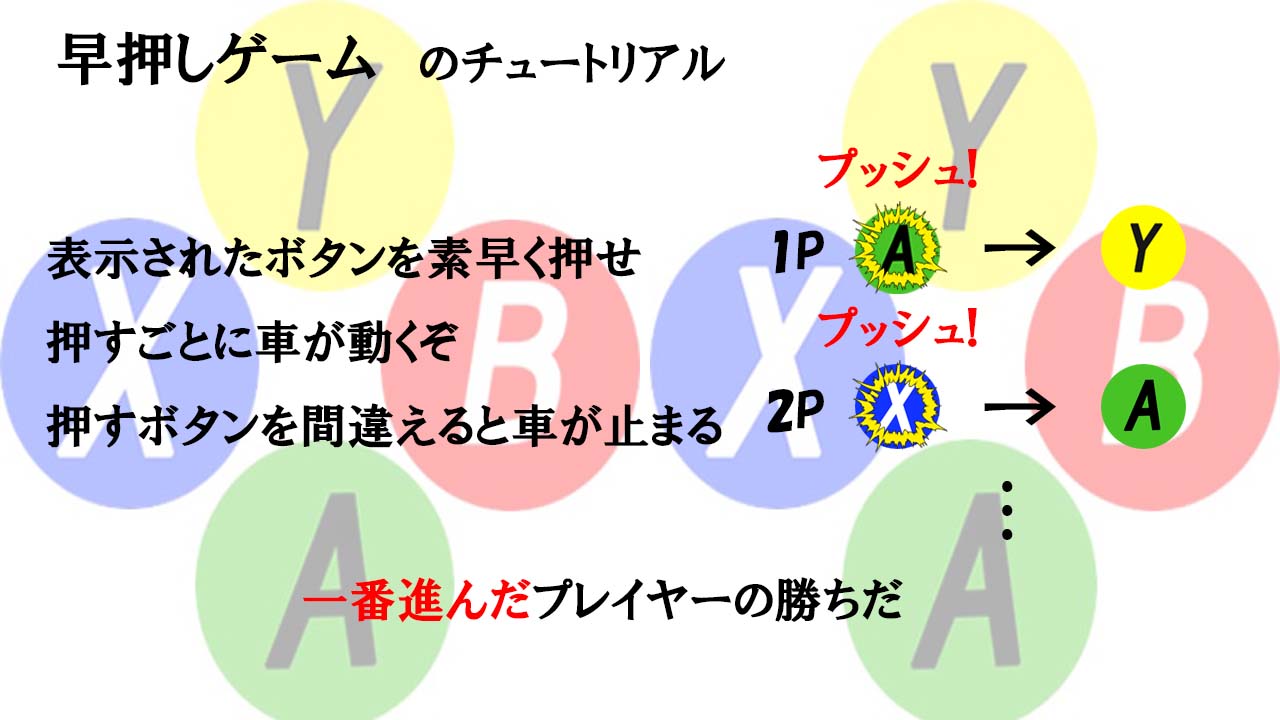 早押しゲーム のチュートリアル
プッシュ!
表示されたボタンを素早く押せ
1P A → Y
押すごとに車が動くぞ
プッシュ!
押すボタンを間違えると車が止まる
2P X → A
⋮
一番進んだプレイヤーの勝ちだ
Y
X
B
A
Y
X
B
A